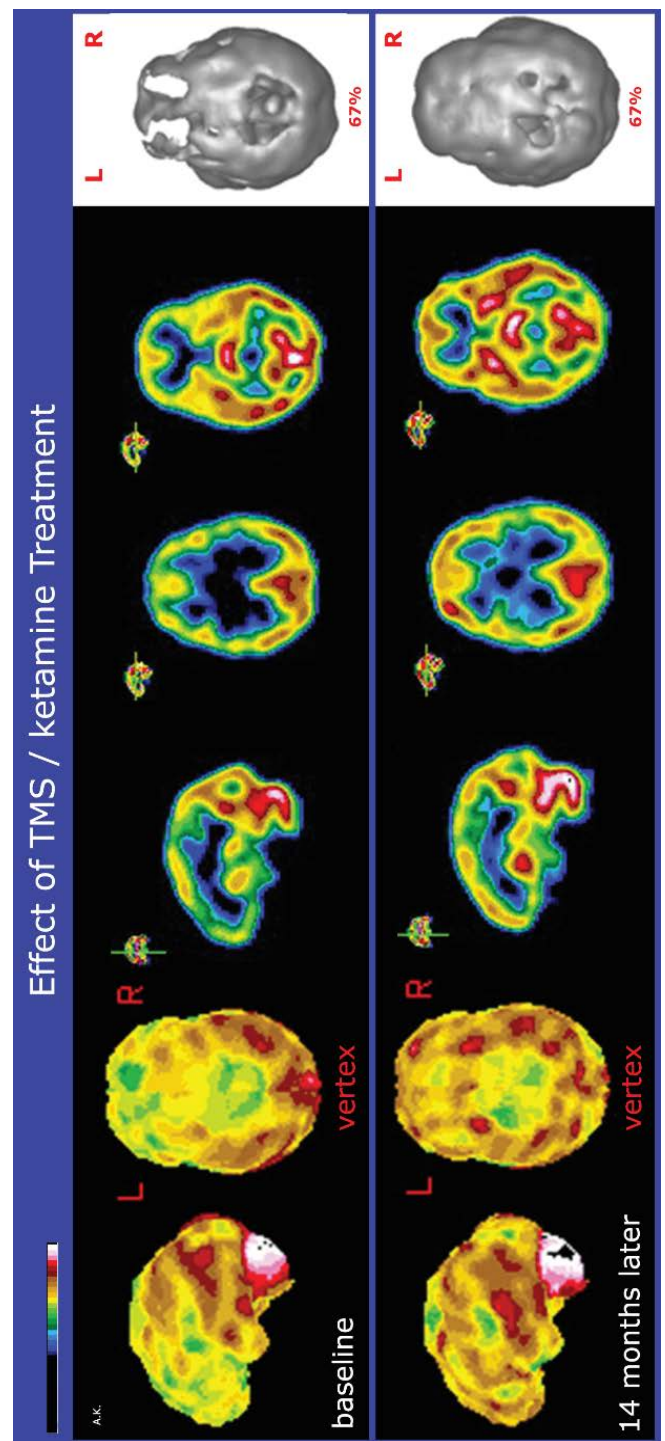 Effect of TMS / ketamine Treatment
A.K.
baseline
L
R
vertex
L
R
67%
14 months later
L
R
vertex
L
R
67%